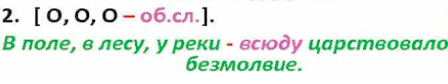 2. [ О, О, О – об.сл.].
В поле, в лесу, у реки - всюду царствовало
безмолвие.